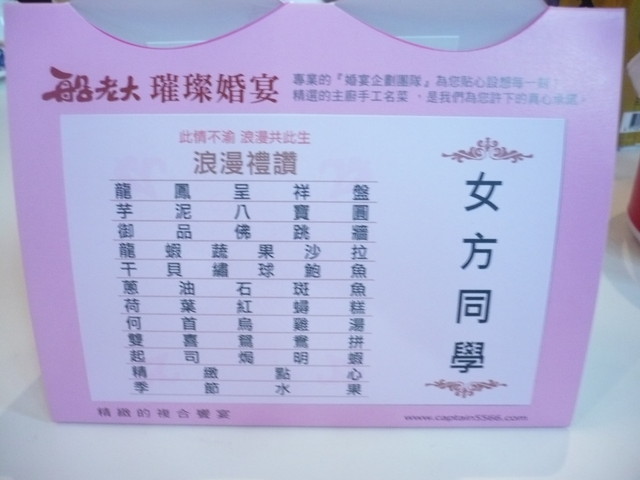 船老大 璀璨婚宴
專業的『婚宴企劃團隊』為您貼心設想每一刻！
精選的主廚手工名菜，是我們為您許下的真心承諾。
此情不渝 浪漫共此生
浪漫禮讚
龍鳳呈祥盤
芋泥八寶圓
御品佛跳牆
龍蝦蔬果沙拉
干貝繡球鮑魚
蔥油石斑魚
荷葉紅蟳糕
何首烏雞湯
雙喜鴛鴦拼
起司焗明蝦
精緻點心
季節水果
女方同學
精緻的複合饗宴
www.captain5566.com